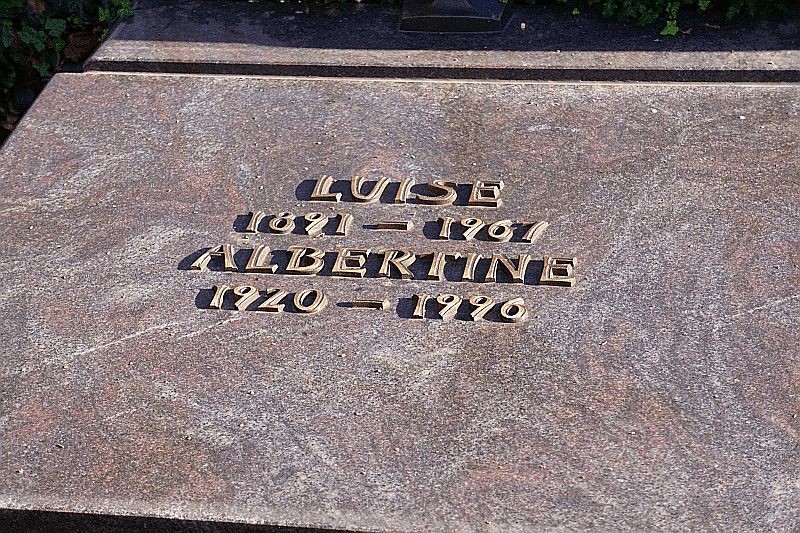 LUISE
1891 – 1967
ALBERTINE
1920 – 1996